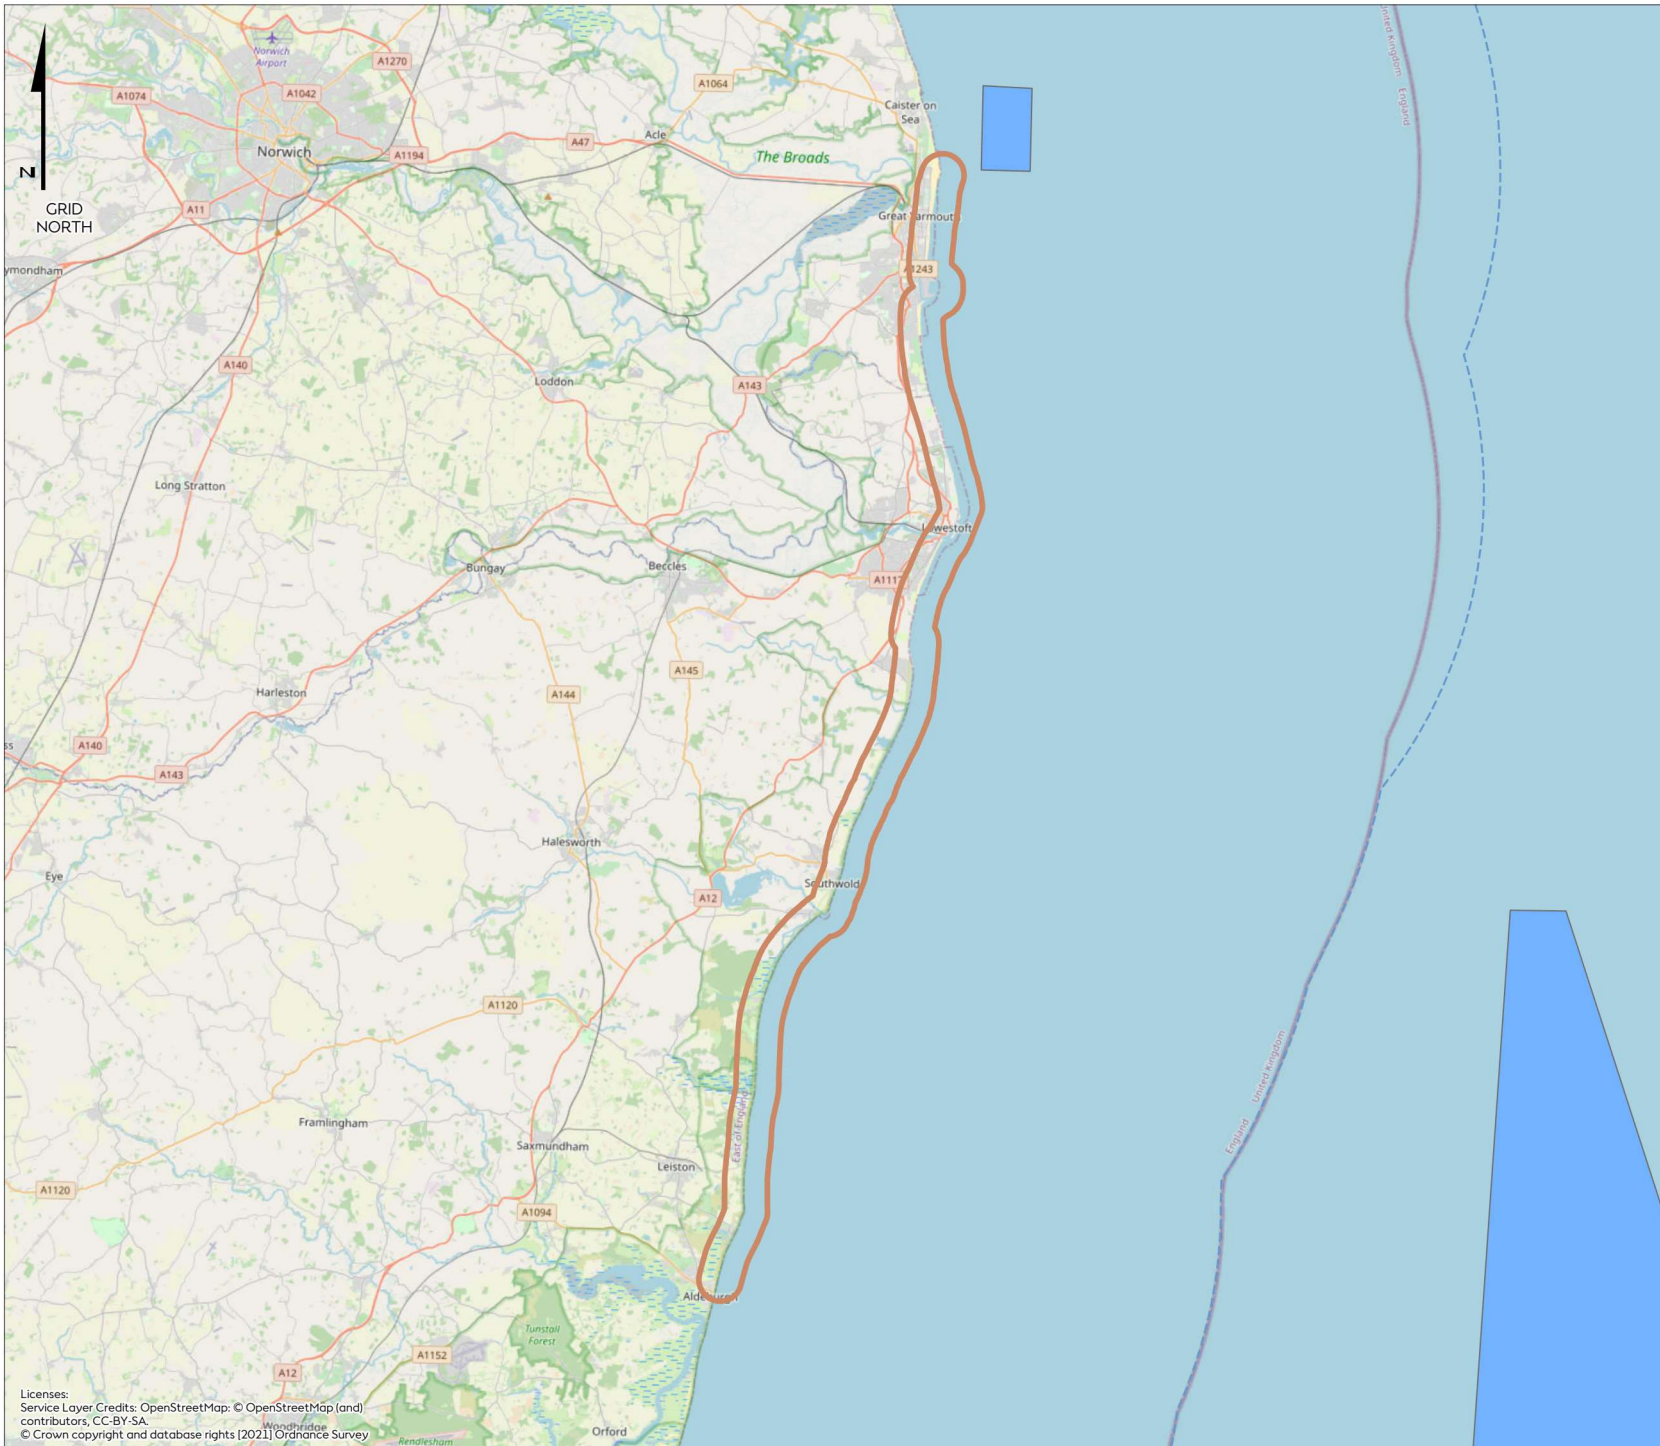 Norwich
Airport
A1270
A1074
A1042
A1064
Caister on
Sea
N
GRID
NORTH
Norwich
A1194
A47
Acle
The Broads
United Kingdom
England
A11
Great Yarmouth
ymondham
A1243
A140
Loddon
A143
Long Stratton
Lowestoft
Bungay
Beccles
A1117
A145
Harleston
A144
ss
A140
A143
Halesworth
Eye
Southwold
A12
A1120
United Kingdom
England
Framlingham
East of England
Saxmundham
Leiston
A1120
A1094
Aldeburgh
Tunstall
Forest
A1152
A12
Woodbridge
Orford
Rendlesham
Licenses:
Service Layer Credits: OpenStreetMap: © OpenStreetMap (and)
contributors, CC-BY-SA.
© Crown copyright and database rights [2021] Ordnance Survey